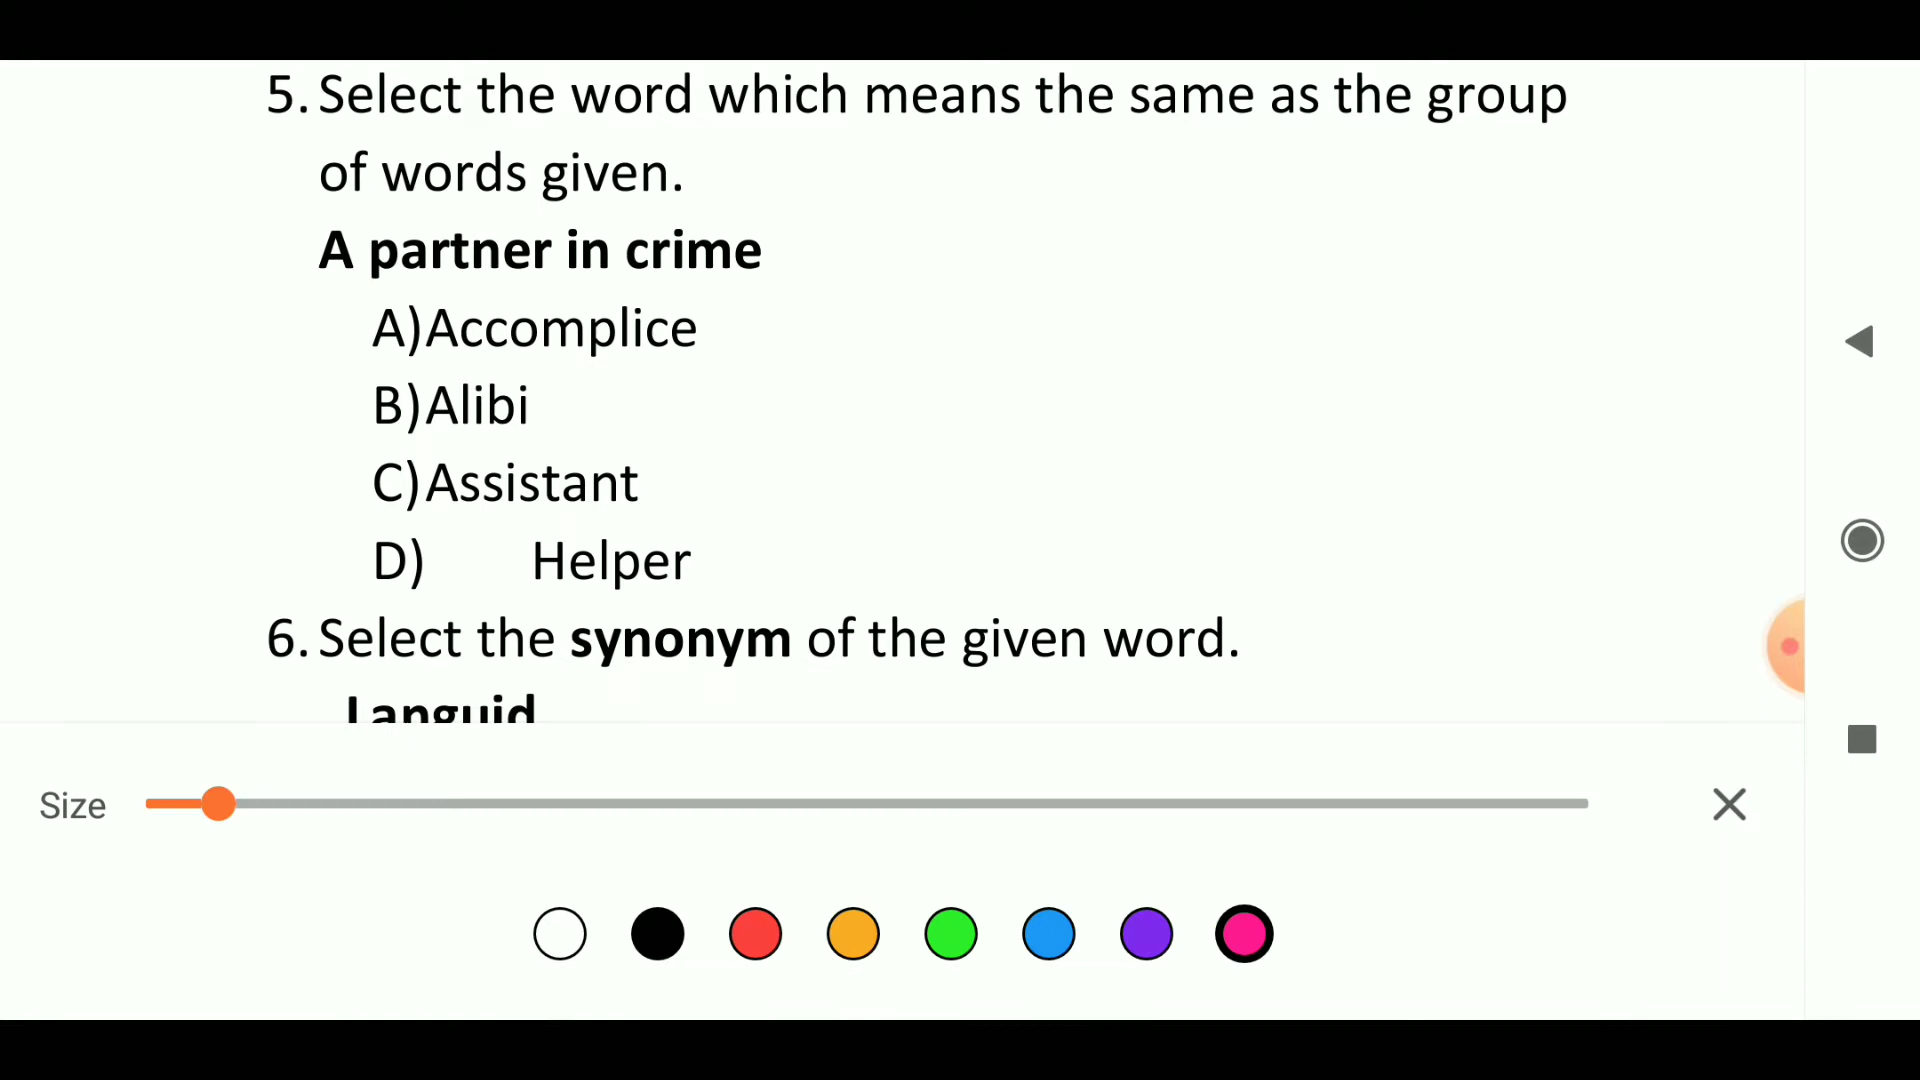 5. Select the word which means the same as the group
of words given.
A partner in crime
A)Accomplice
B)Alibi
C)Assistant
D) Helper
6. Select the synonym of the given word.
Languid
Size